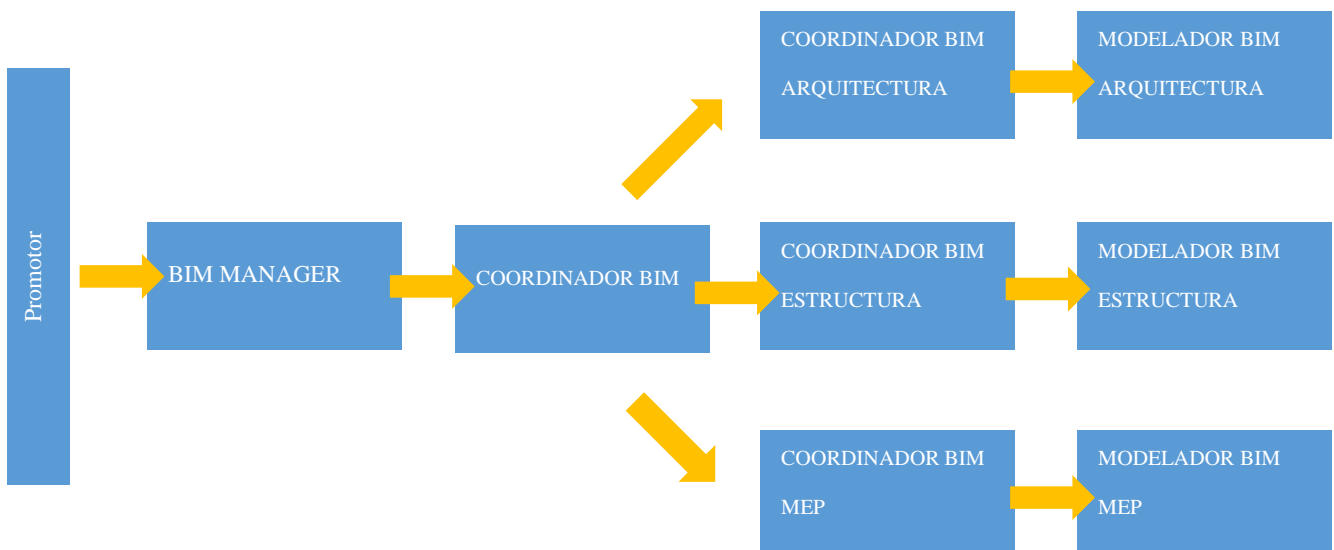 Promotor
BIM MANAGER
COORDINADOR BIM
COORDINADOR BIM
ARQUITECTURA
MODELADOR BIM
ARQUITECTURA
COORDINADOR BIM
ESTRUCTURA
MODELADOR BIM
ESTRUCTURA
COORDINADOR BIM
MEP
MODELADOR BIM
MEP